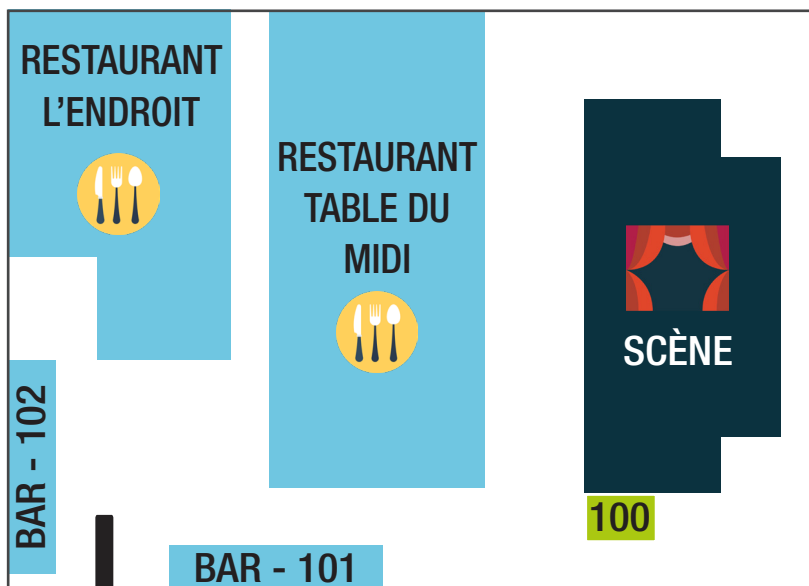 RESTAURANT
L'ENDROIT
RESTAURANT
TABLE DU
MIDI
SCÈNE
BAR - 102
100
BAR - 101